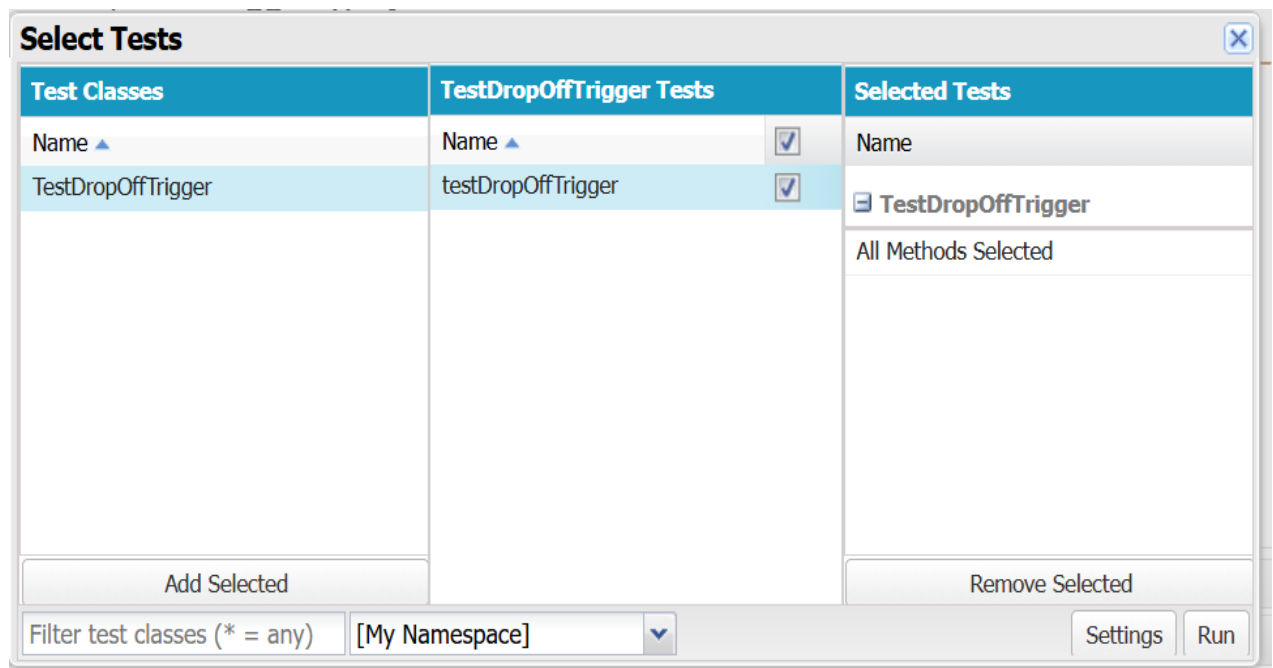 Select Tests
Test Classes
TestDropOffTrigger Tests
Selected Tests
Name
Name
Name
TestDropOffTrigger
testDropOffTrigger
TestDropOffTrigger
All Methods Selected
Add Selected
Remove Selected
Filter test classes (* = any)
[My Namespace]
Settings
Run